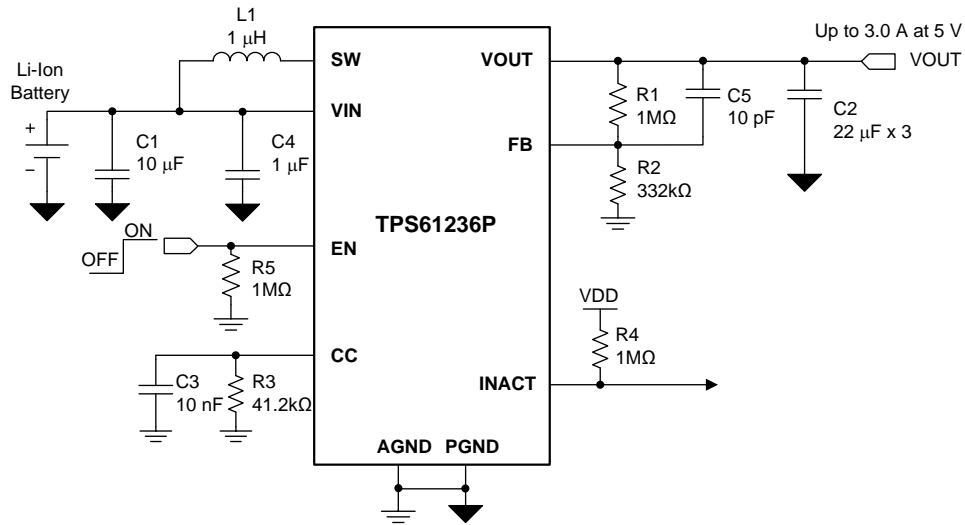 L1
1 μH
Up to 3.0 A at 5 V
SW
VOUT
VOUT
Li-Ion
Battery
VIN
R1
1MΩ
C5
10 pF
C2
22 μF x 3
+
−
C1
10 μF
C4
1 μF
FB
R2
332kΩ
TPS61236P
ON
OFF
EN
R5
1MΩ
VDD
R4
1MΩ
CC
C3
10 nF
R3
41.2kΩ
INACT
AGND
PGND